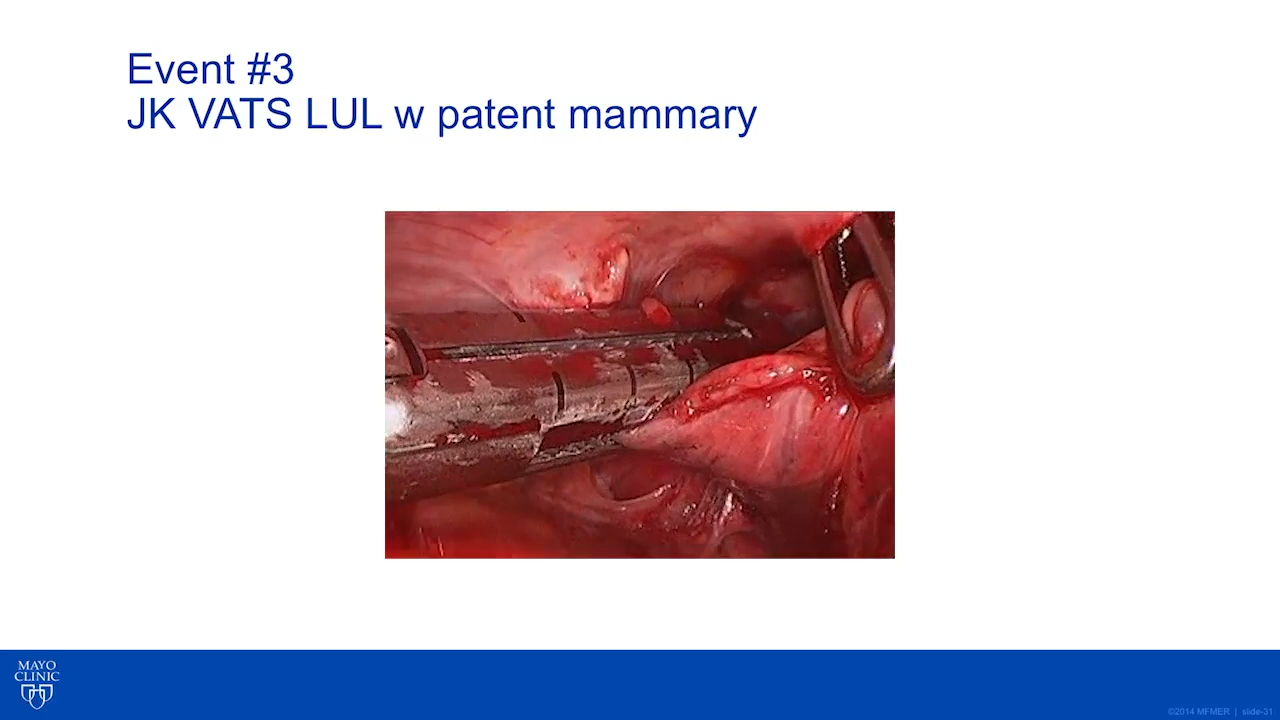 Event #3
JK VATS LUL w patent mammary
MAYO
CLINIC
©2014 MFMER | slide-31